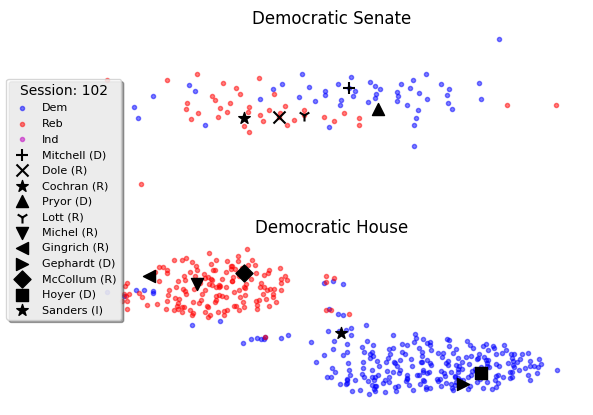 Democratic Senate
Session: 102
Dem
Reb
Ind
Mitchell (D)
Dole (R)
Cochran (R)
Pryor (D)
Lott (R)
Michel (R)
Gingrich (R)
Gephardt (D)
McCollum (R)
Hoyer (D)
Sanders (I)
Democratic House